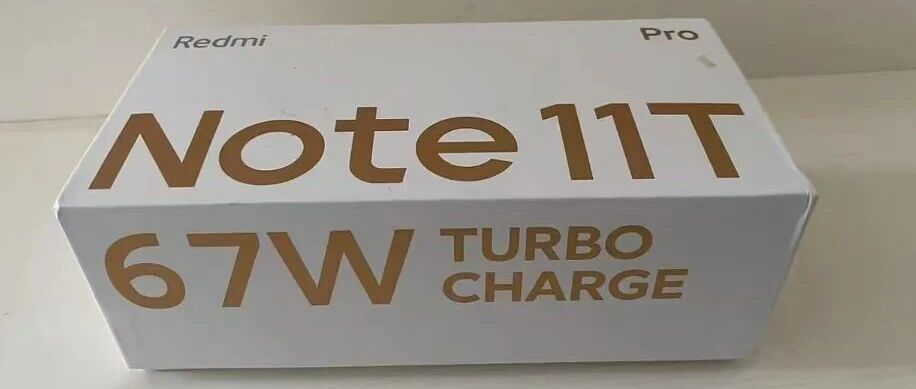 Redmi Pro
Note 11T
67W TURBO
CHARGE